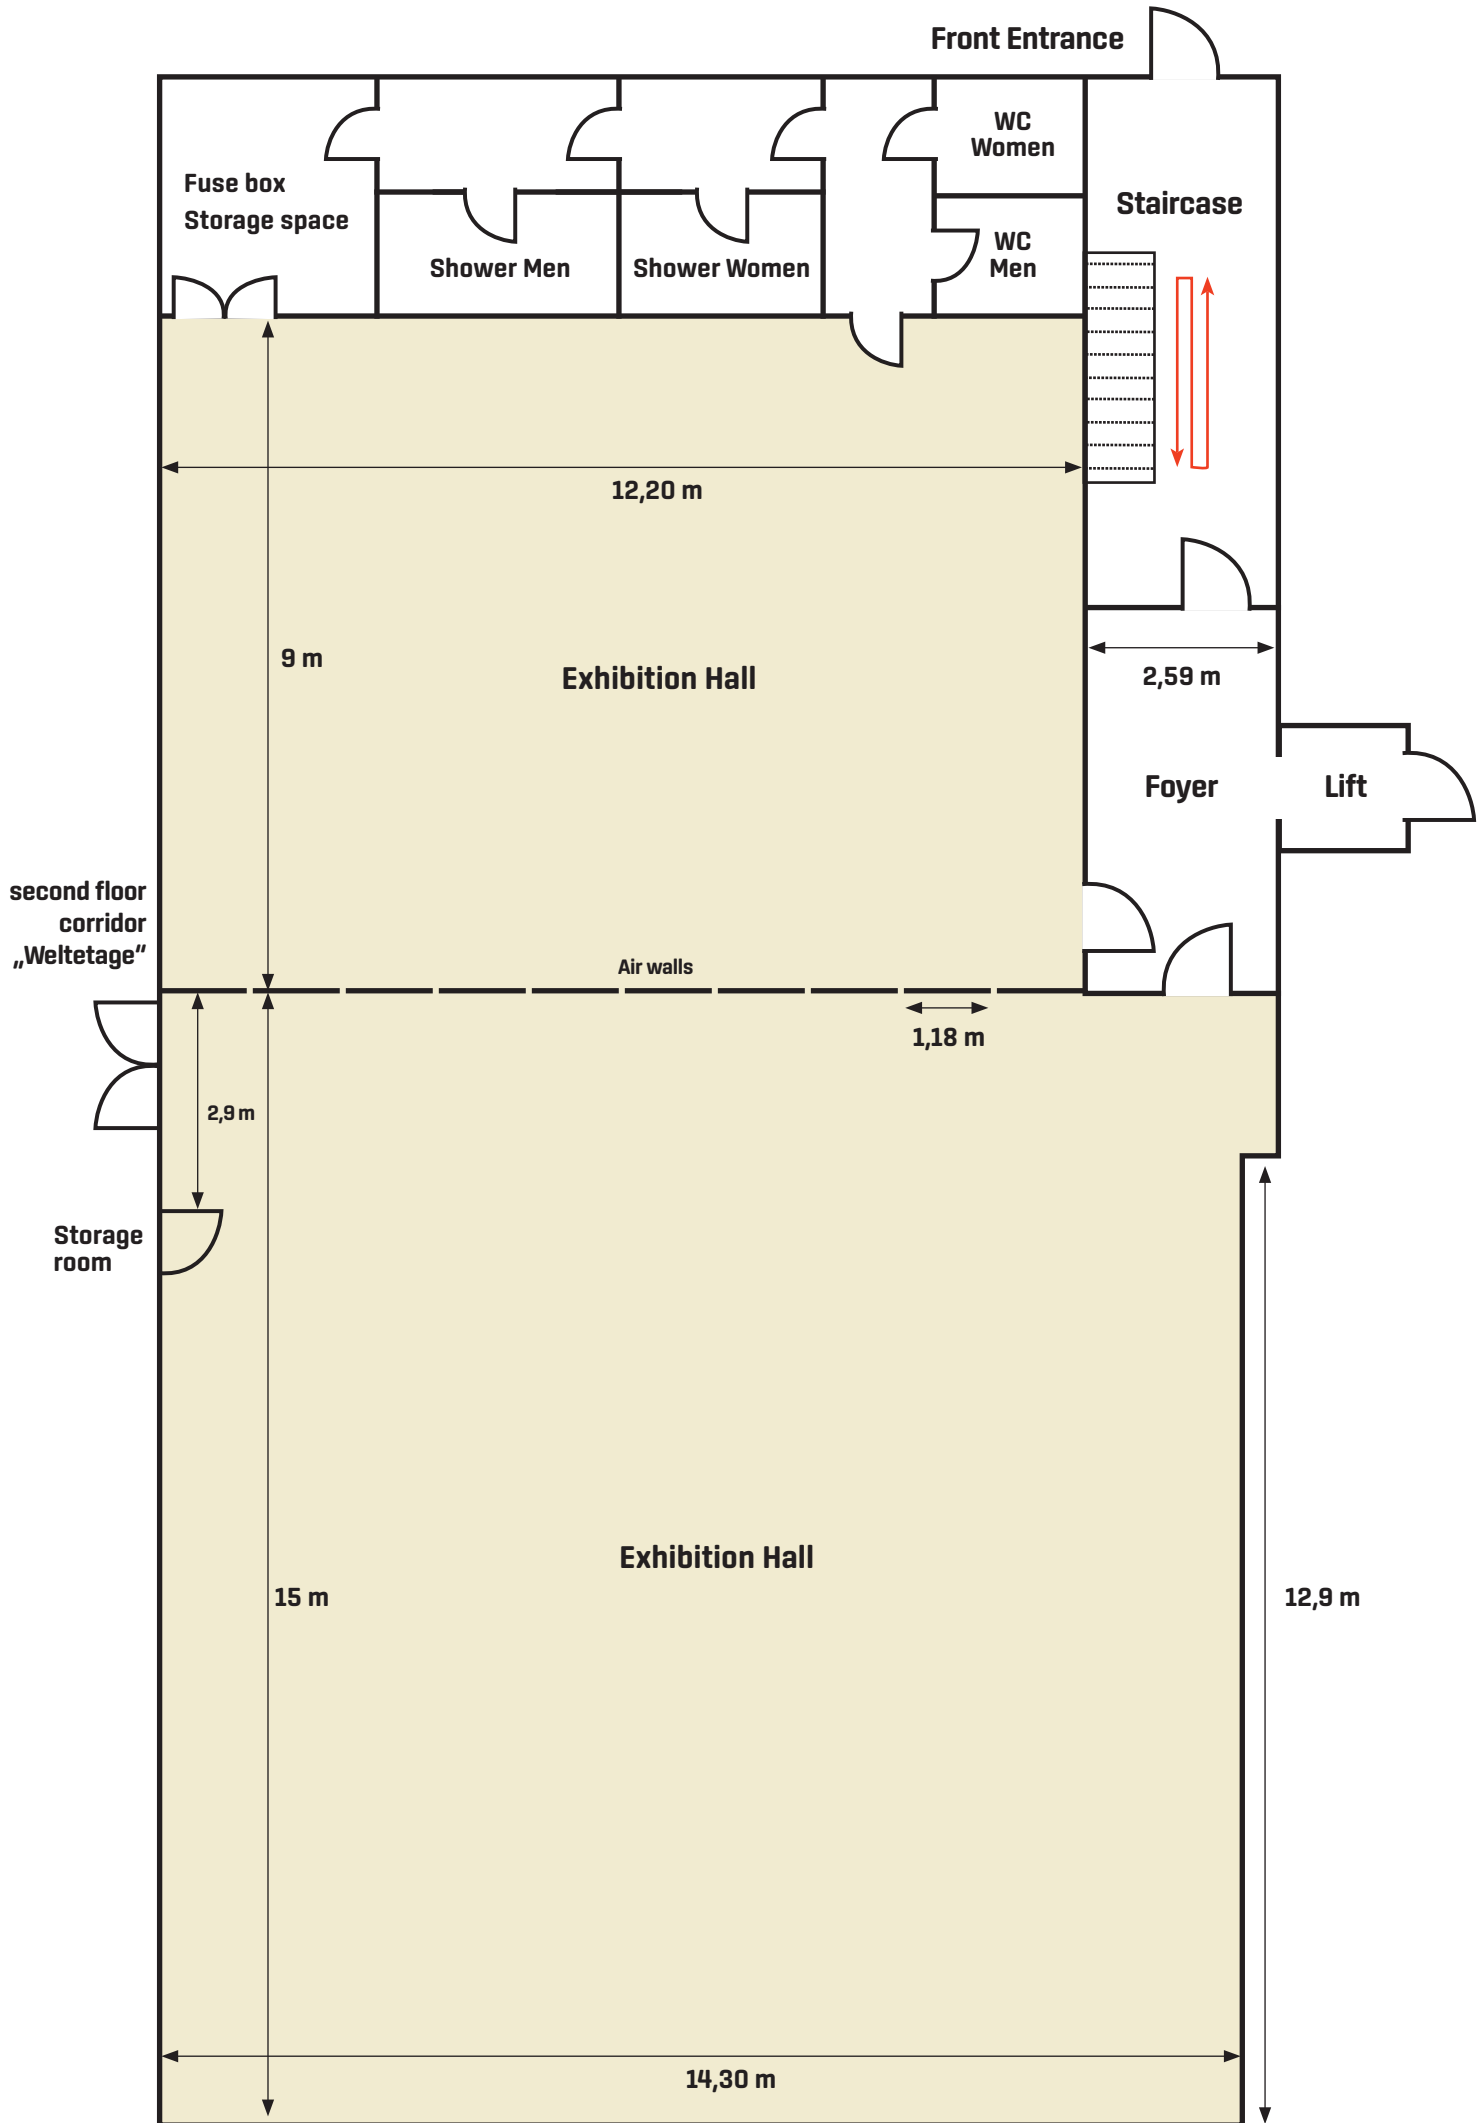 Front Entrance
WC
Women
Fuse box
Storage space
Staircase
WC
Men
Shower Men
Shower Women
12,20 m
9 m
Exhibition Hall
2,59 m
Foyer
Lift
second floor
corridor
„Weltetage“
Air walls
1,18 m
2,9 m
Storage
room
Exhibition Hall
15 m
12,9 m
14,30 m